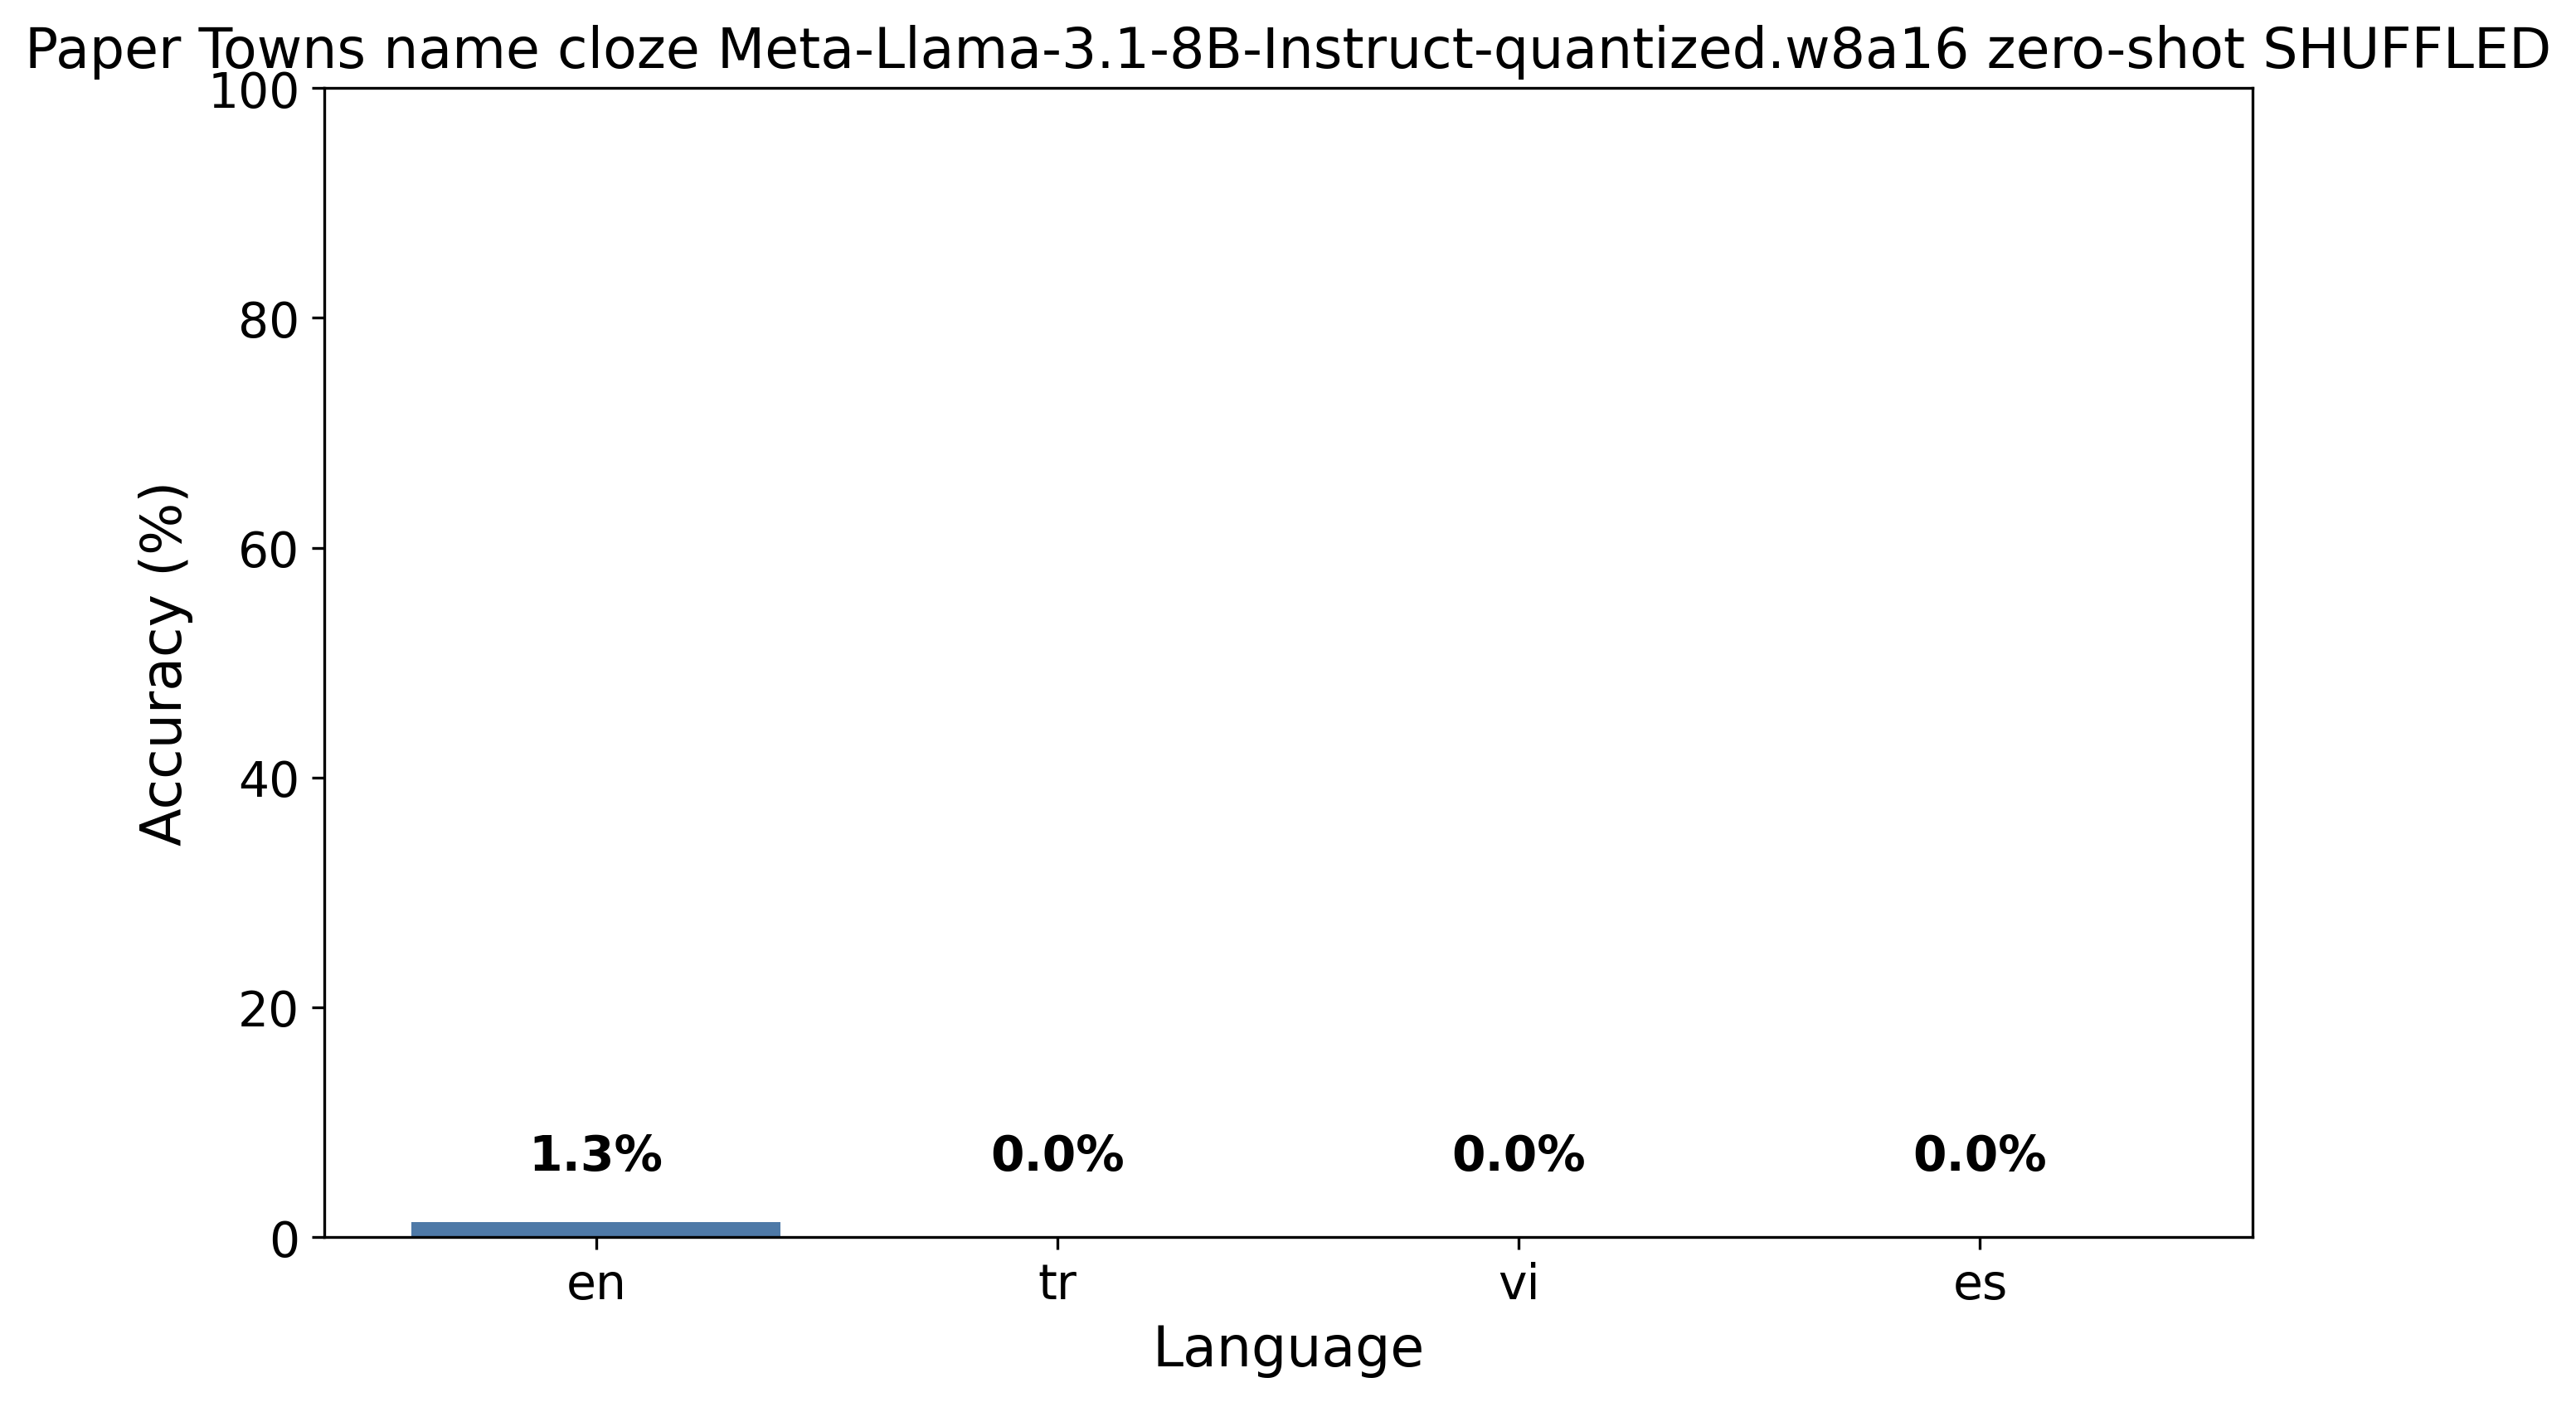 Paper Towns name cloze Meta-Llama-3.1-8B-Instruct-quantized.w8a16 zero-shot SHUFFLED
100
80
60
40
20
0
Accuracy (%)
1.3%
0.0%
0.0%
0.0%
en
tr
vi
es
Language